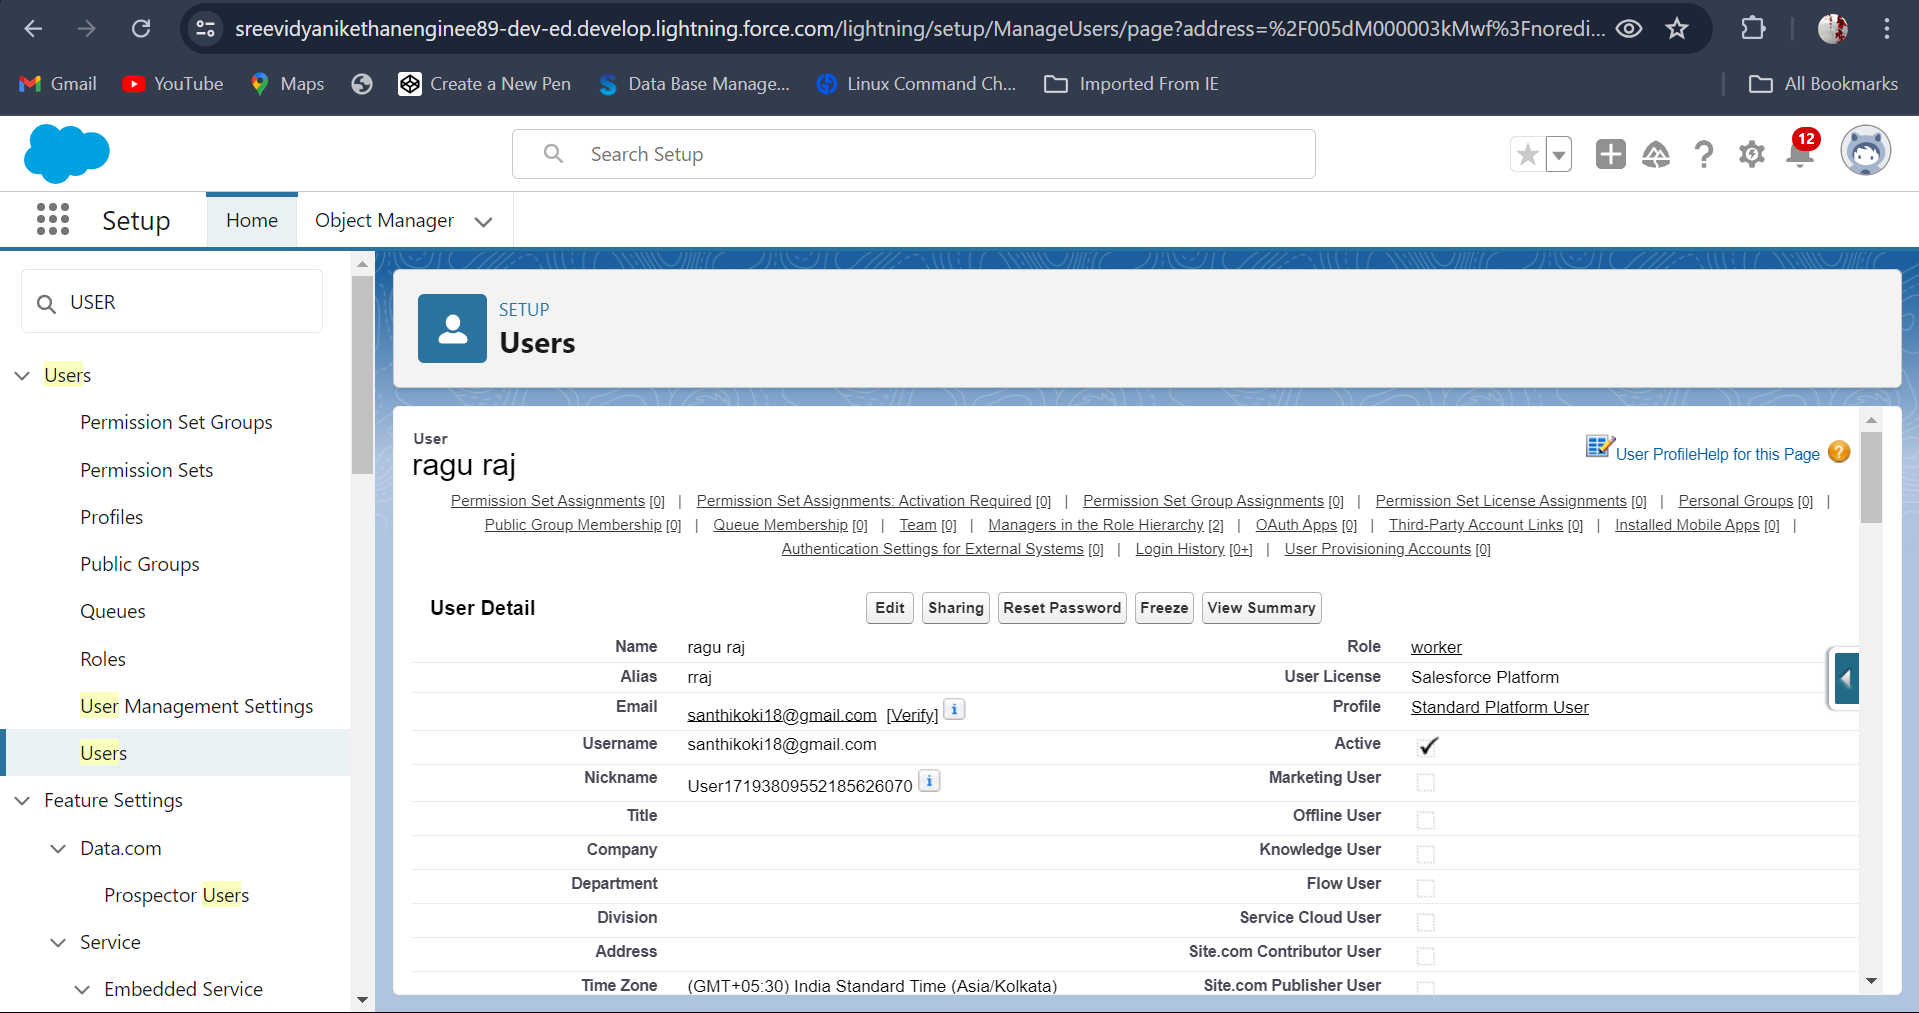 sreevidyanikethanenginee89-dev-ed.develop.lightning.force.com/lightning/setup/ManageUsers/page?address=%2F005dM000003kMwf%3Fnoredi...
Gmail YouTube Maps Create a New Pen Data Base Manage... Linux Command Ch... Imported From IE All Bookmarks
Search Setup
12
Setup Home Object Manager
USER
Users
Permission Set Groups
Permission Sets
Profiles
Public Groups
Queues
Roles
User Management Settings
Users
Feature Settings
Data.com
Prospector Users
Service
Embedded Service
SETUP
Users
User
ragu raj
User ProfileHelp for this Page ?
Permission Set Assignments [0] | Permission Set Assignments: Activation Required [0] | Permission Set Group Assignments [0] | Permission Set License Assignments [0] | Personal Groups [0] |
Public Group Membership [0] | Queue Membership [0] | Team [0] | Managers in the Role Hierarchy [2] | OAuth Apps [0] | Third-Party Account Links [0] | Installed Mobile Apps [0] |
Authentication Settings for External Systems [0] | Login History [0+] | User Provisioning Accounts [0]
User Detail Edit Sharing Reset Password Freeze View Summary
Name ragu raj Role worker
Alias rraj User License Salesforce Platform
Email santhikoki18@gmail.com [Verify] i Profile Standard Platform User
Username santhikoki18@gmail.com Active
Nickname User17193809552185626070 i Marketing User
Title Offline User
Company Knowledge User
Department Flow User
Division Service Cloud User
Address Site.com Contributor User
Time Zone (GMT+05:30) India Standard Time (Asia/Kolkata) Site.com Publisher User